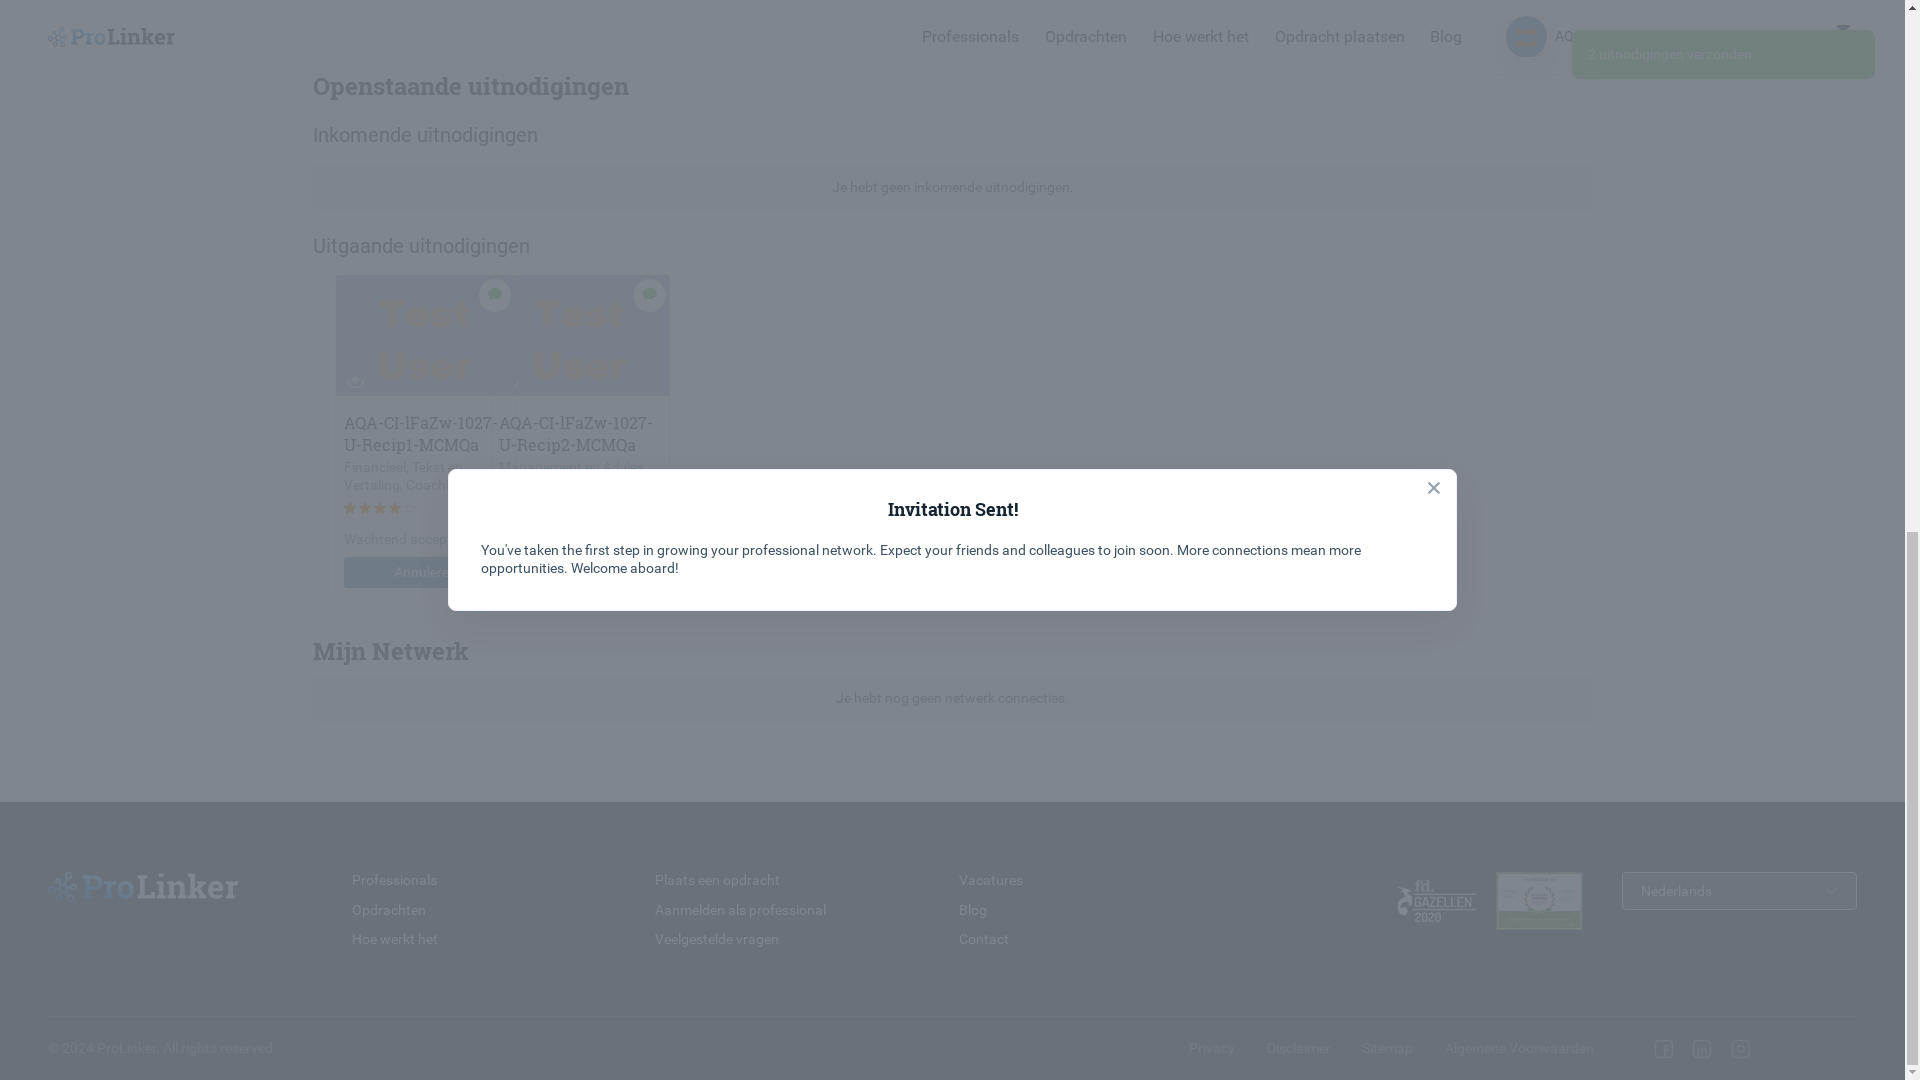 ProLinker
Professionals Opdrachten Hoe werkt het Opdracht plaatsen Blog AQ
2 uitnodigingen verzonden
Openstaande uitnodigingen
Inkomende uitnodigingen
Je hebt geen inkomende uitnodigingen.
Uitgaande uitnodigingen
Test Test
User User
AQA-CI-lFaZw-1027- AQA-CI-lFaZw-1027-
U-Recip1-MCMQa U-Recip2-MCMQa
Financieel, Tekst en Management en Advies,
Vertaling, Coach
Wachtend accep
Annulere
Invitation Sent!
You've taken the first step in growing your professional network. Expect your friends and colleagues to join soon. More connections mean more
opportunities. Welcome aboard!
Mijn Netwerk
Je hebt nog geen netwerk connecties.
ProLinker
Professionals
Opdrachten
Hoe werkt het
Plaats een opdracht
Aanmelden als professional
Veelgestelde vragen
Vacatures
Blog
Contact
fd.
GAZELLEN
2020
Nederlands
© 2024 ProLinker. All rights reserved
Privacy Disclaimer Sitemap Algemene Voorwaarden